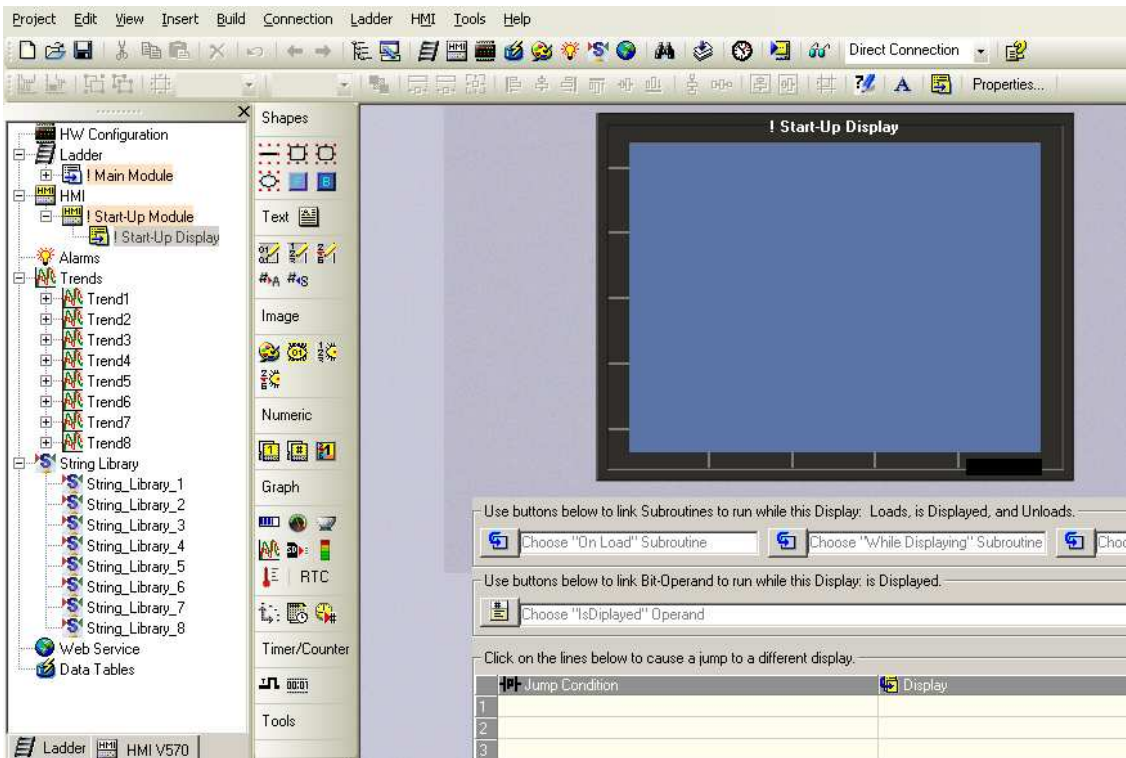 Project Edit View Insert Build Connection Ladder HMI Tools Help
Direct Connection
Properties...
HW Configuration
Ladder
! Main Module
HMI
! Start-Up Module
! Start-Up Display
Alarms
Trends
Trend1
Trend2
Trend3
Trend4
Trend5
Trend6
Trend7
Trend8
String Library
String_Library_1
String_Library_2
String_Library_3
String_Library_4
String_Library_5
String_Library_6
String_Library_7
String_Library_8
Web Service
Data Tables
Ladder HMI V570
Shapes
Text
Image
Numeric
Graph
RTC
Timer/Counter
Tools
! Start-Up Display
Use buttons below to link Subroutines to run while this Display: Loads, is Displayed, and Unloads.
Choose "On Load" Subroutine Choose "While Displaying" Subroutine
Use buttons below to link Bit-Operand to run while this Display: is Displayed.
Choose "IsDiplayed" Operand
Click on the lines below to cause a jump to a different display.
Jump Condition Display
1
2
3